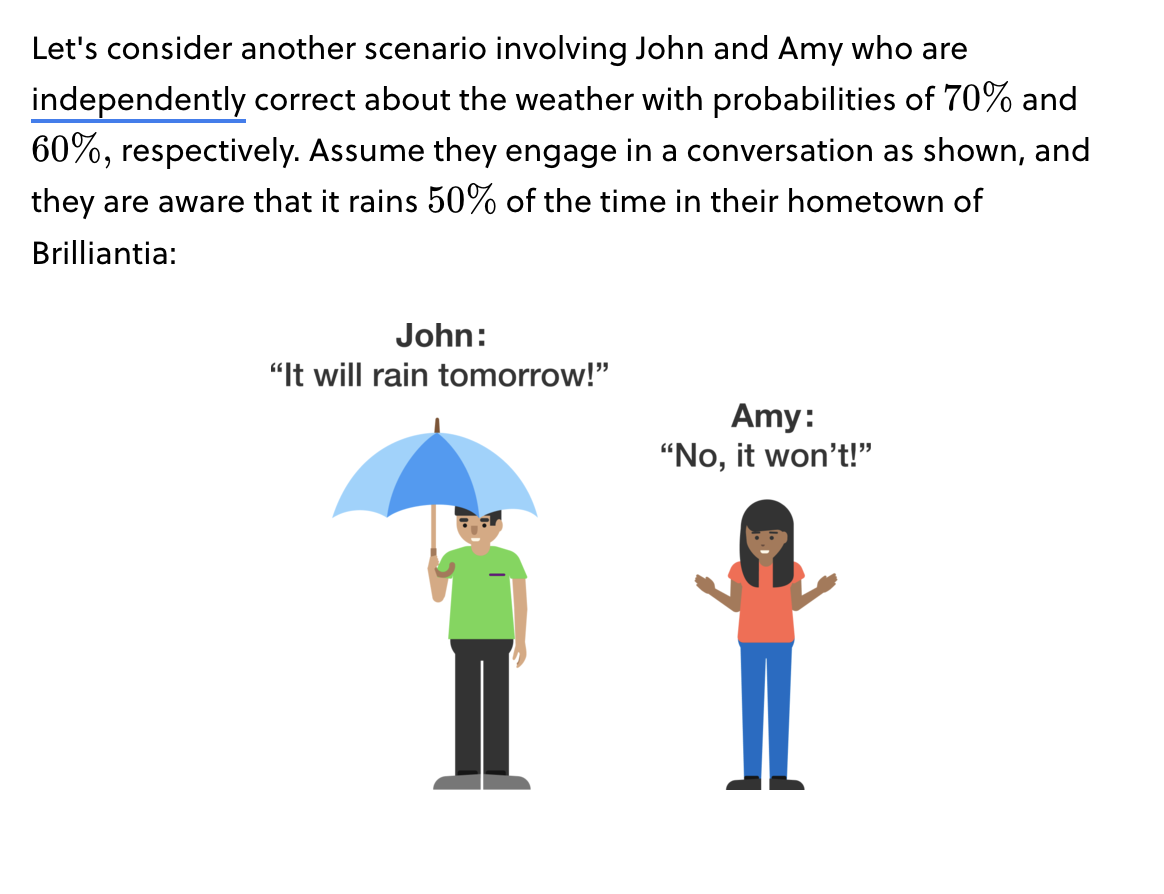 Let's consider another scenario involving John and Amy who are
independently correct about the weather with probabilities of 70% and
60%, respectively. Assume they engage in a conversation as shown, and
they are aware that it rains 50% of the time in their hometown of
Brilliantia:
John:
“It will rain tomorrow!”
Amy:
“No, it won’t!”